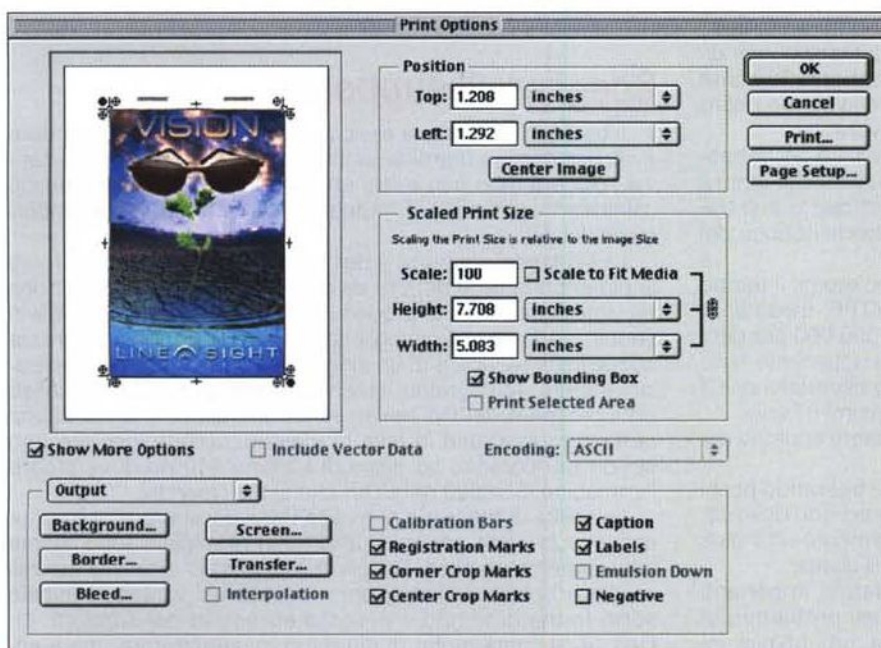 Print Options
VISION
LINE SIGHT
Position
Top: 1.208 inches
Left: 1.292 inches
Center Image
OK
Cancel
Print...
Page Setup...
Scaled Print Size
Scaling the Print Size is relative to the Image Size
Scale: 100 Scale to Fit Media
Height: 7.708 inches
Width: 5.083 inches
Show Bounding Box
Print Selected Area
Show More Options Include Vector Data Encoding: ASCII
Output
Background... Screen...
Border... Transfer...
Bleed... Interpolation
Calibration Bars
Registration Marks
Corner Crop Marks
Center Crop Marks
Caption
Labels
Emulsion Down
Negative